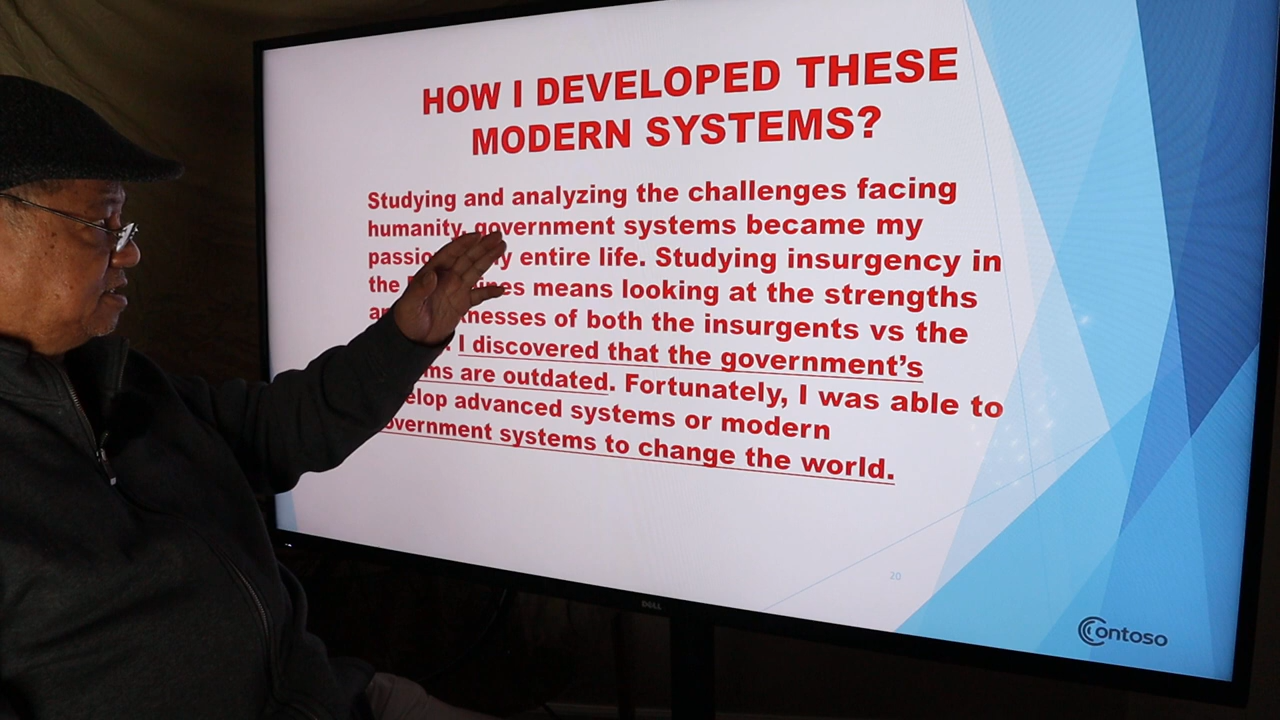 HOW I DEVELOPED THESE
MODERN SYSTEMS?
Studying and analyzing the challenges facing
humanity, government systems became my
entire life. Studying insurgency in
the means looking at the strengths
of both the insurgents vs the
I discovered that the government's
are outdated. Fortunately, I was able to
advanced systems or modern
government systems to change the world.
20
Contoso
DELL